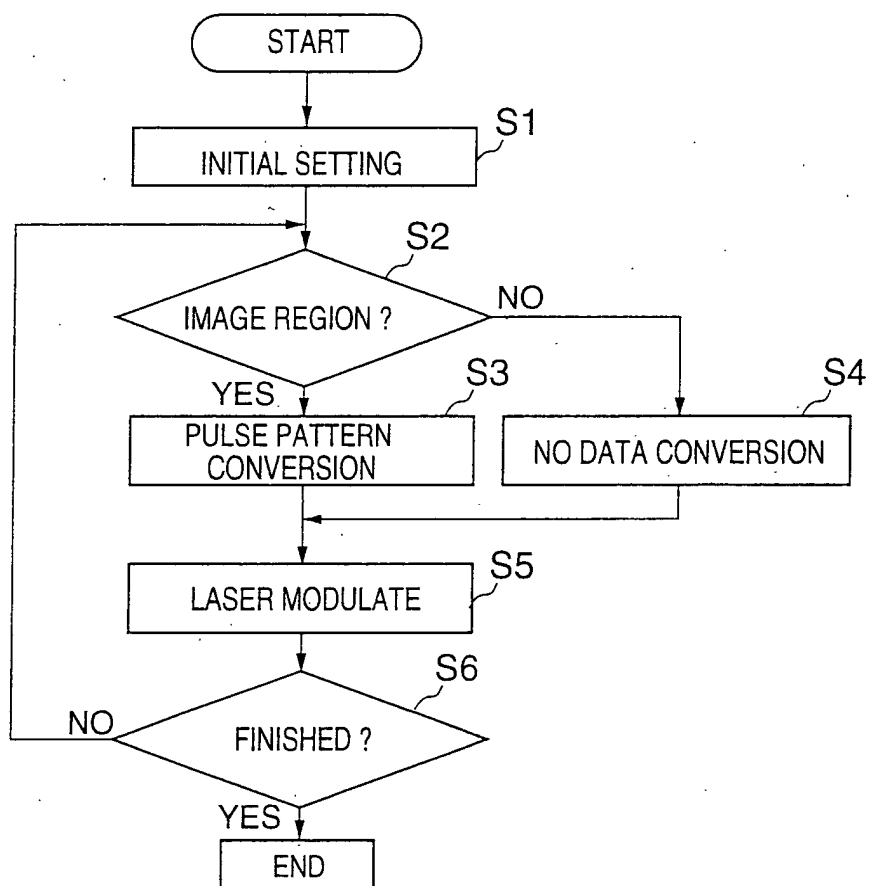 START
S1
INITIAL SETTING
S2
IMAGE REGION ?
NO
YES
S3
S4
PULSE PATTERN
CONVERSION
NO DATA CONVERSION
S5
LASER MODULATE
S6
NO
FINISHED ?
YES
END